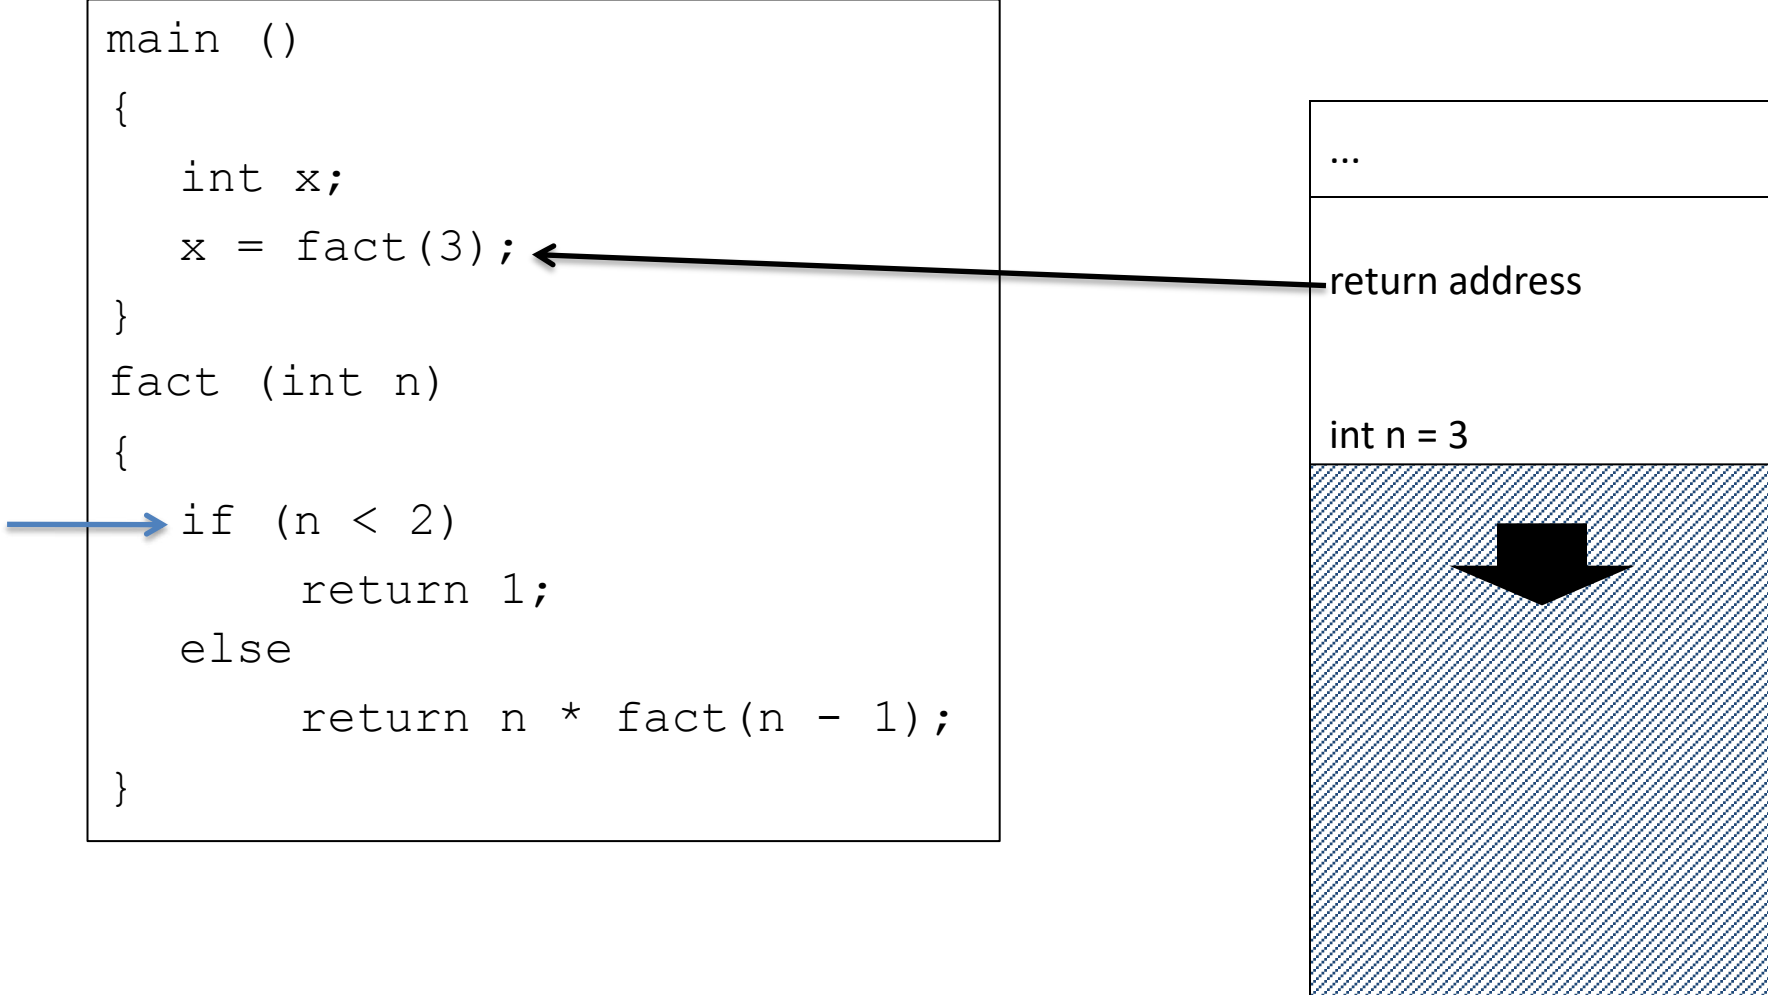 main ()
{
int x;
x = fact(3);
}
fact (int n)
{
if (n < 2)
return 1;
else
return n * fact(n - 1);
}
...
return address
int n = 3